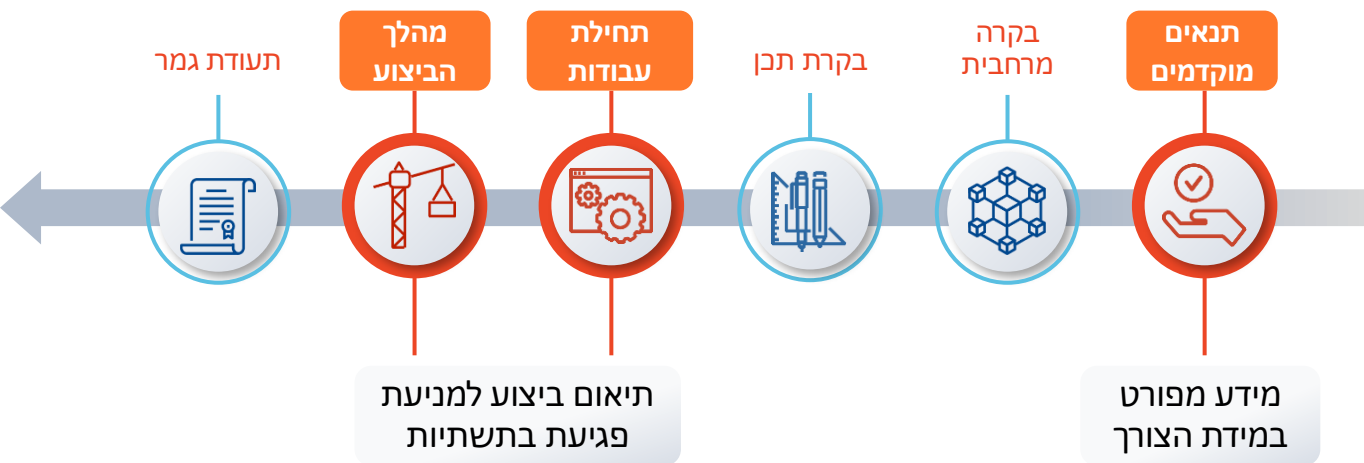 תנאים
מוקדמים
בקרה
מרחבית
בקרת תכן
תחילת
עבודות
מהלך
הביצוע
תעודת גמר
מידע מפורט
במידת הצורך
תיאום ביצוע למניעת
פגיעת בתשתיות